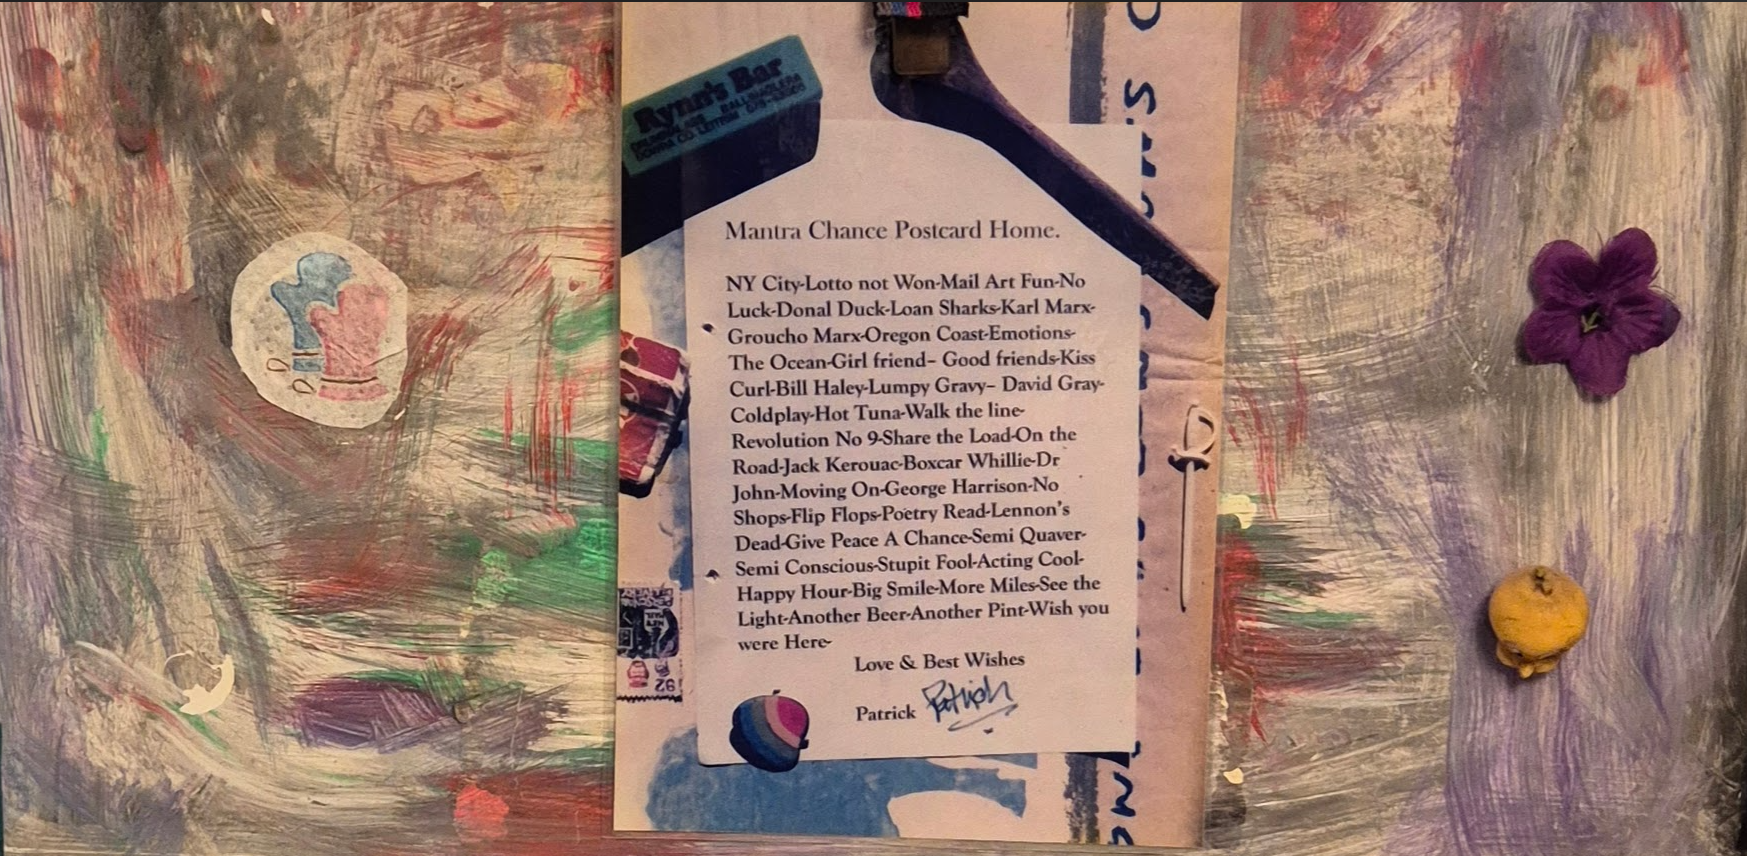 Rynn's Bar
Mantra Chance Postcard Home.
NY City-Lotto not Won-Mail Art Fun-No
Luck-Donal Duck-Loan Sharks-Karl Marx-
Groucho Marx-Oregon Coast-Emotions-
The Ocean-Girl friend– Good friends-Kiss
Curl-Bill Haley-Lumpy Gravy– David Gray-
Coldplay-Hot Tuna-Walk the line-
Revolution No 9-Share the Load-On the
Road-Jack Kerouac-Boxcar Whillie-Dr
John-Moving On-George Harrison-No
Shops-Flip Flops-Poetry Read-Lennon's
Dead-Give Peace A Chance-Semi Quaver-
Semi Conscious-Stupit Fool-Acting Cool-
Happy Hour-Big Smile-More Miles-See the
Light-Another Beer-Another Pint-Wish you
were Here-
Love & Best Wishes
Patrick Patrick
92